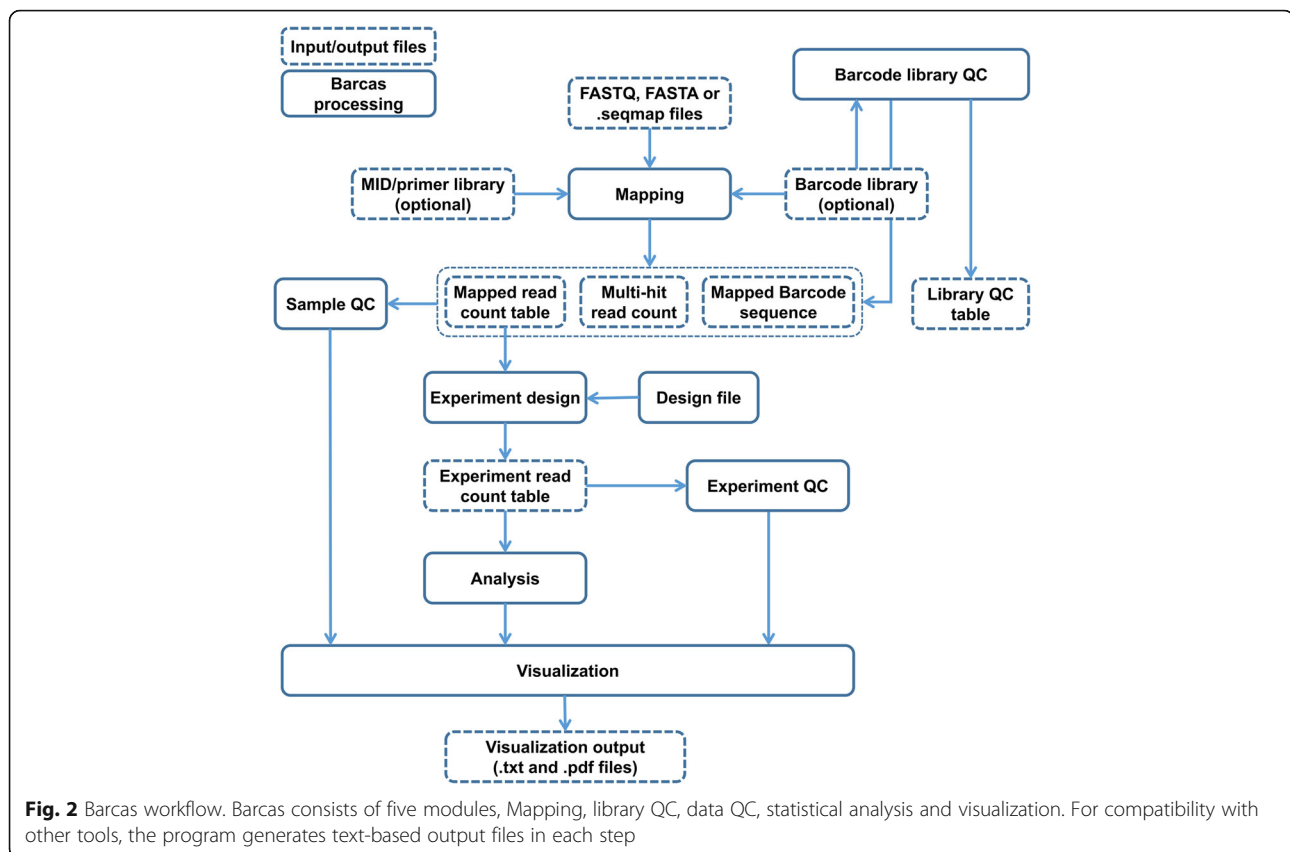 Input/output files
Barcas
processing
FASTQ, FASTA or
.seqmap files
Barcode library QC
MID/primer library
(optional)
Mapping
Barcode library
(optional)
Sample QC
Mapped read
count table
Multi-hit
read count
Mapped Barcode
sequence
Library QC
table
Experiment design
Design file
Experiment read
count table
Experiment QC
Analysis
Visualization
Visualization output
(.txt and .pdf files)
Fig. 2 Barcas workflow. Barcas consists of five modules, Mapping, library QC, data QC, statistical analysis and visualization. For compatibility with
other tools, the program generates text-based output files in each step